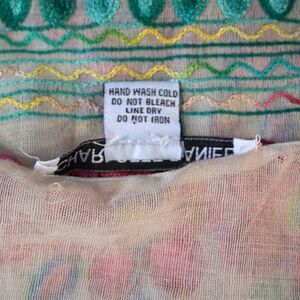 HAND WASH COLD
DO NOT BLEACH
LINE DRY
DO NOT IRON